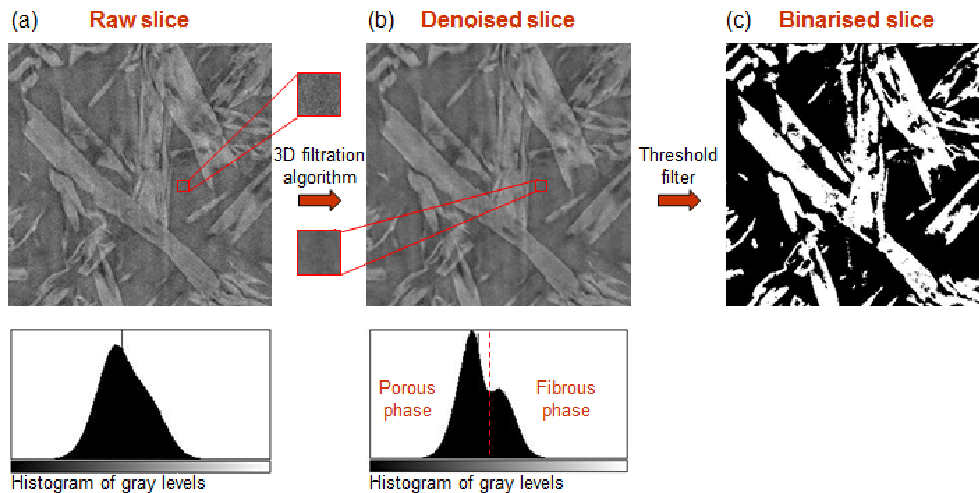 (a) Raw slice
(b) Denoised slice
(c) Binarised slice
3D filtration
algorithm
Threshold
filter
Porous
phase
Fibrous
phase
Histogram of gray levels
Histogram of gray levels